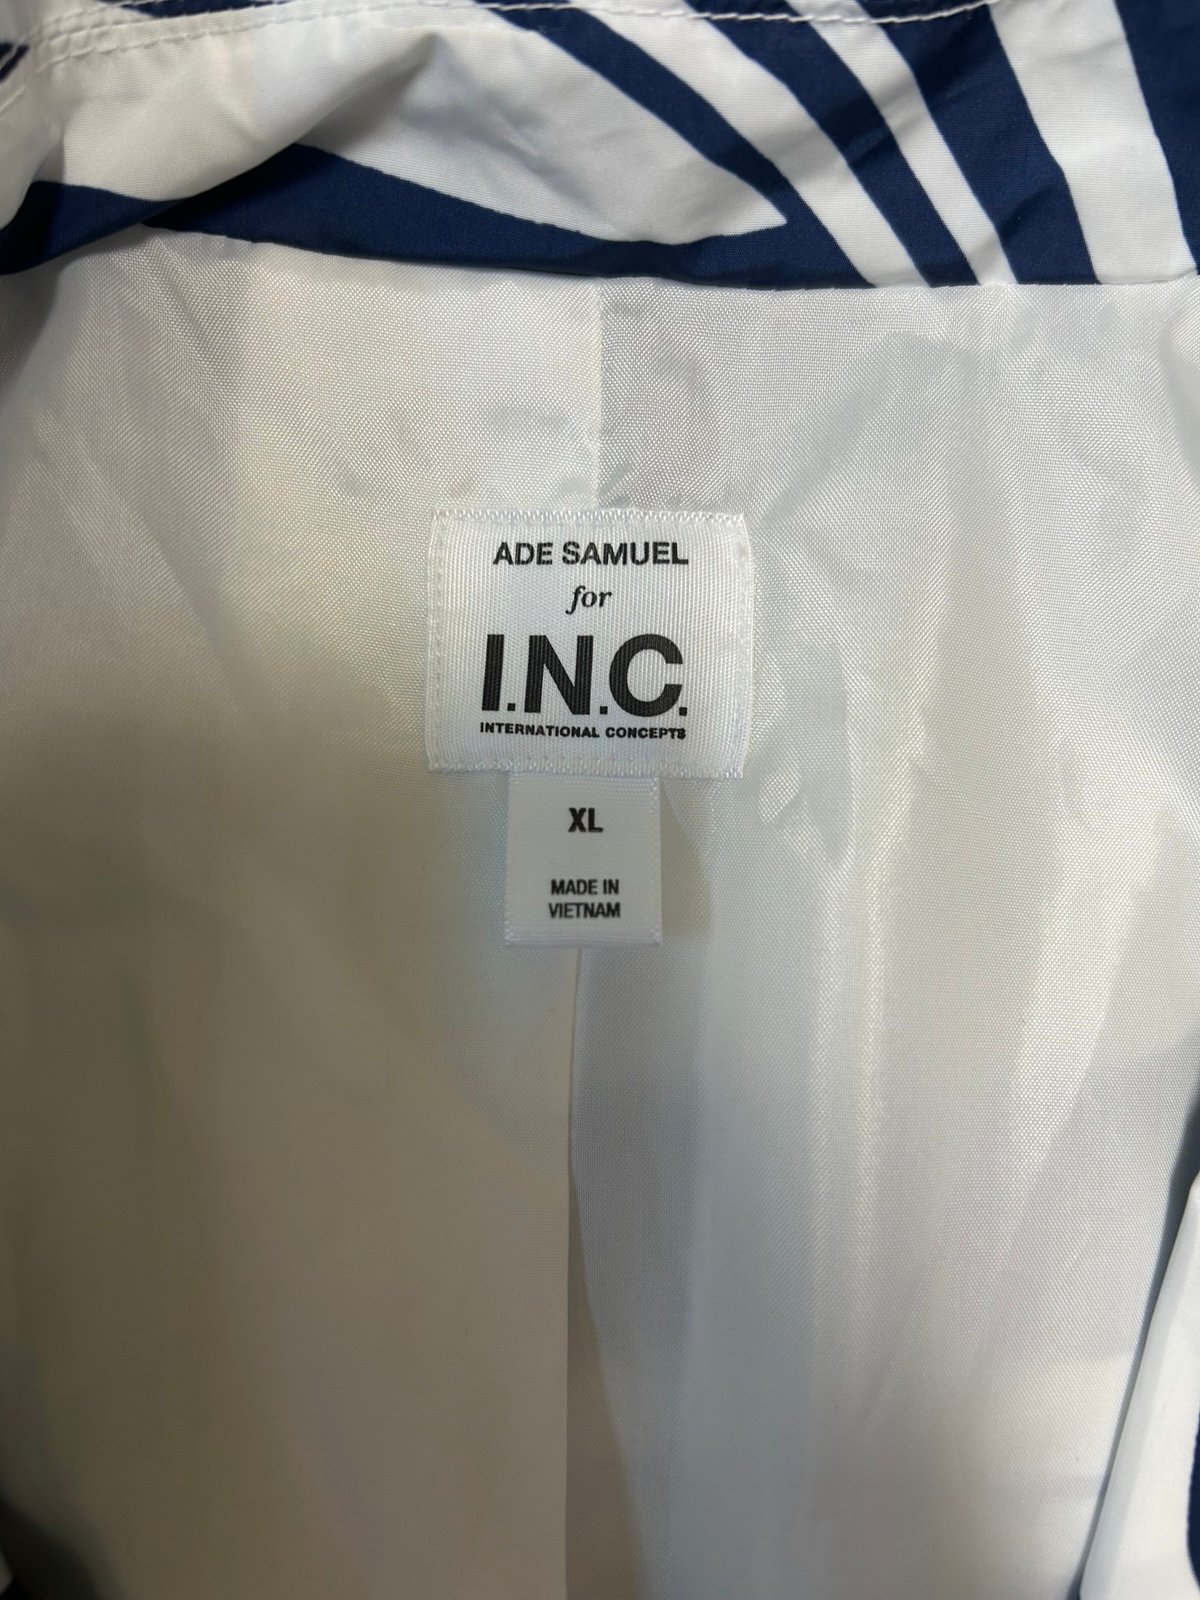 ADE SAMUEL
for
I.N.C.
INTERNATIONAL CONCEPTS
XL
MADE IN
VIETNAM